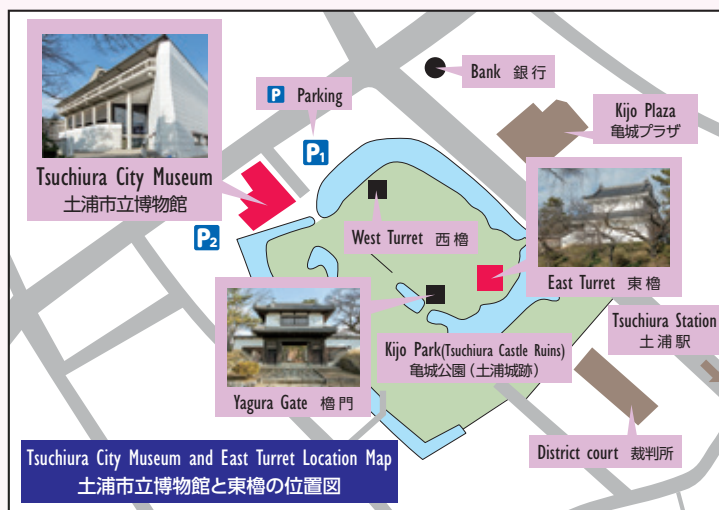 Bank 銀行
P Parking
Kijo Plaza
亀城プラザ
P1
Tsuchiura City Museum
土浦市立博物館
P2
West Turret 西櫓
East Turret 東櫓
Tsuchiura Station
土浦駅
Kijo Park(Tsuchiura Castle Ruins)
亀城公園(土浦城跡)
Yagura Gate 櫓門
District court 裁判所
Tsuchiura City Museum and East Turret Location Map
土浦市立博物館と東櫓の位置図